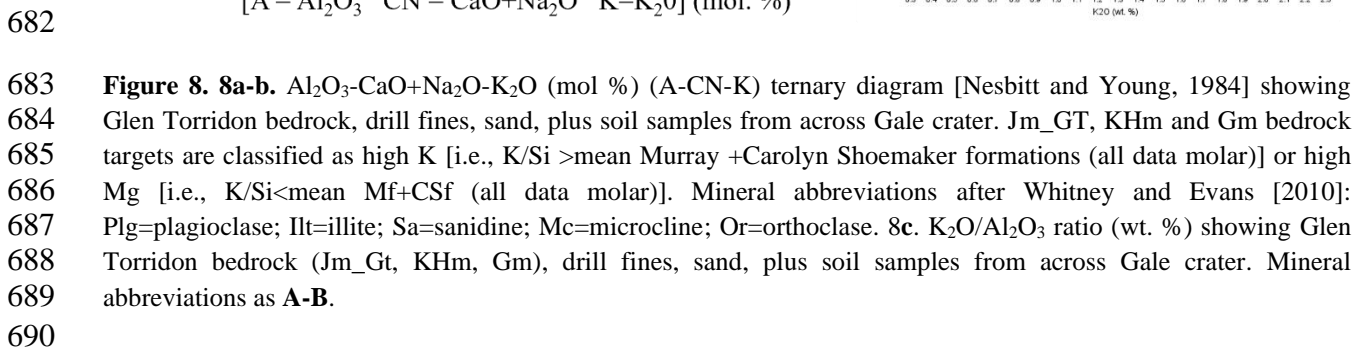 [A – Al₂O₃ CN – CaO+Na₂O K–K₂0] (mol. %)
K2O (wt. %)
682
683 Figure 8. 8a-b. Al₂O₃-CaO+Na₂O-K₂O (mol %) (A-CN-K) ternary diagram [Nesbitt and Young, 1984] showing
684 Glen Torridon bedrock, drill fines, sand, plus soil samples from across Gale crater. Jm_GT, KHm and Gm bedrock
685 targets are classified as high K [i.e., K/Si >mean Murray +Carolyn Shoemaker formations (all data molar)] or high
686 Mg [i.e., K/Si<mean Mf+CSf (all data molar)]. Mineral abbreviations after Whitney and Evans [2010]:
687 Plg=plagioclase; Ilt=illite; Sa=sanidine; Mc=microcline; Or=orthoclase. 8c. K₂O/Al₂O₃ ratio (wt. %) showing Glen
688 Torridon bedrock (Jm_Gt, KHm, Gm), drill fines, sand, plus soil samples from across Gale crater. Mineral
689 abbreviations as A-B.
690